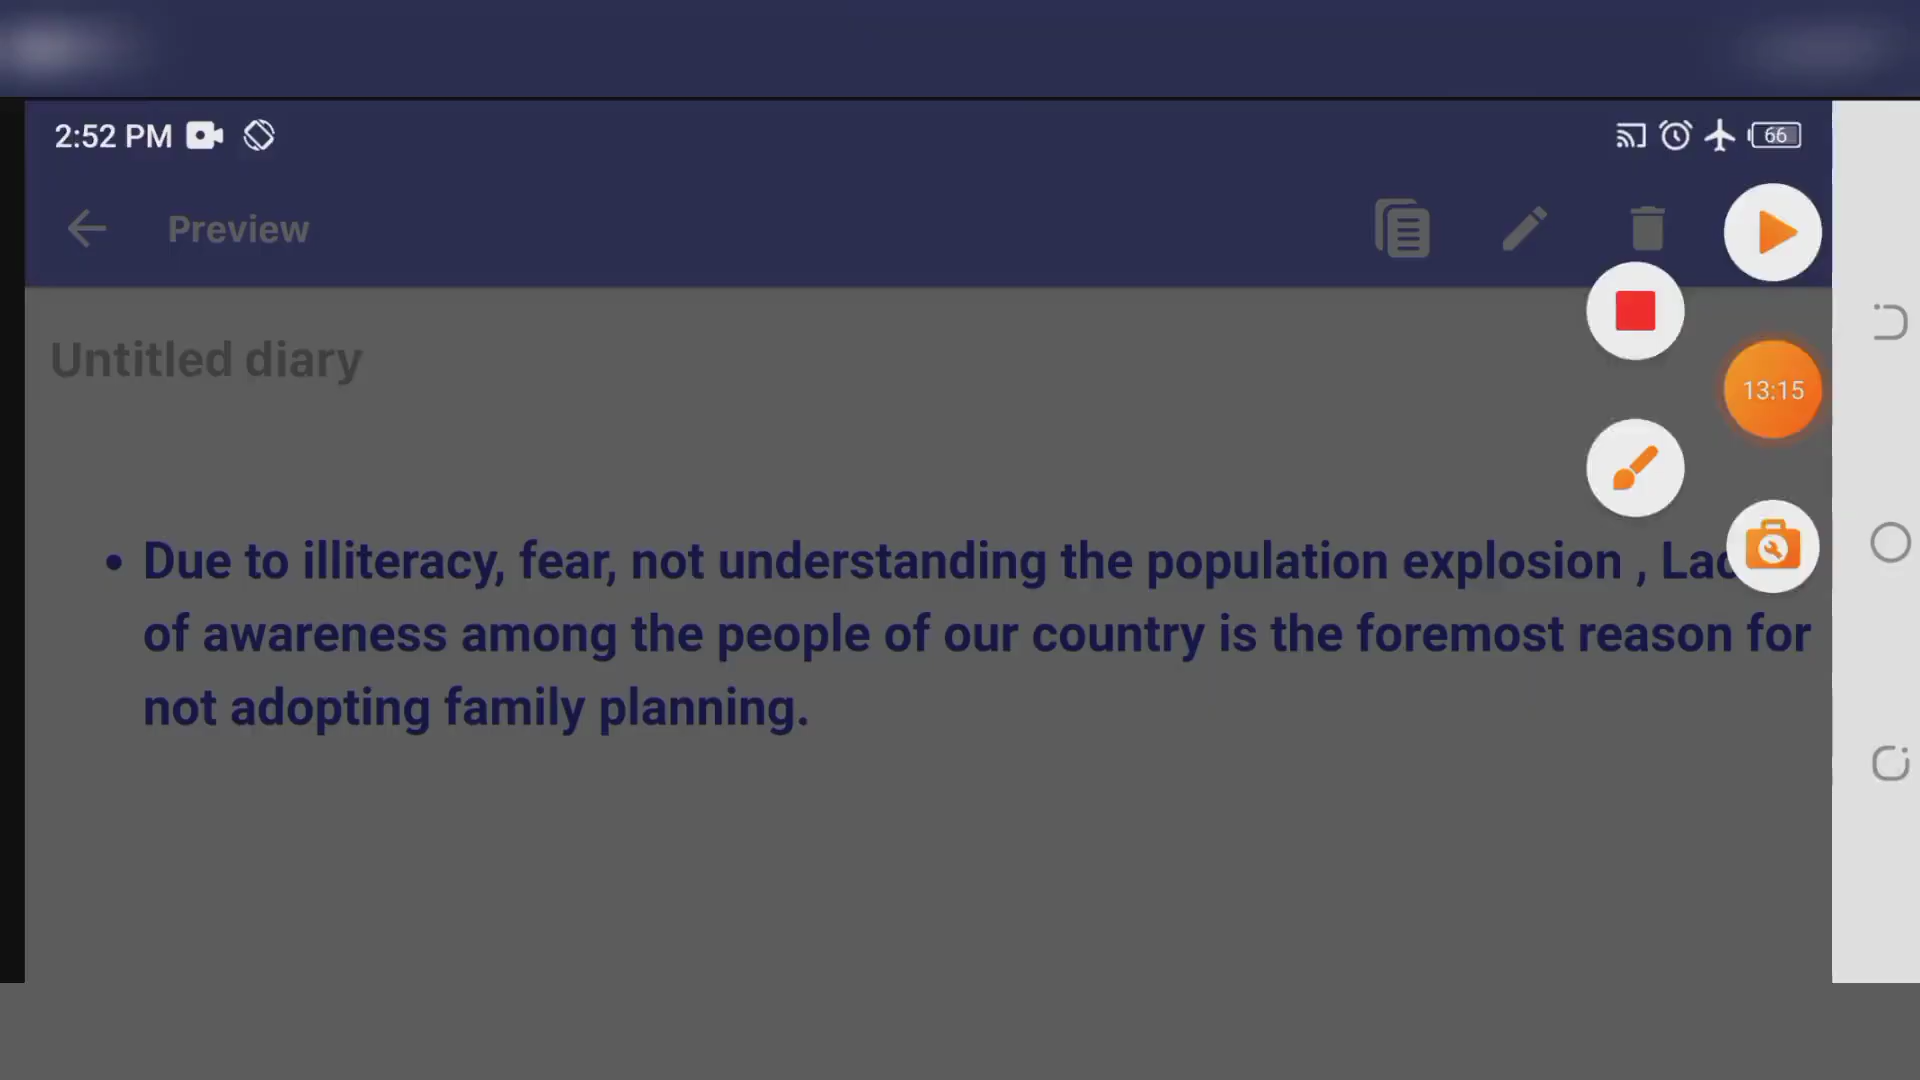 2:52 PM
66
Preview
Untitled diary
13:15
• Due to illiteracy, fear, not understanding the population explosion ,
of awareness among the people of our country is the foremost reason for
not adopting family planning.